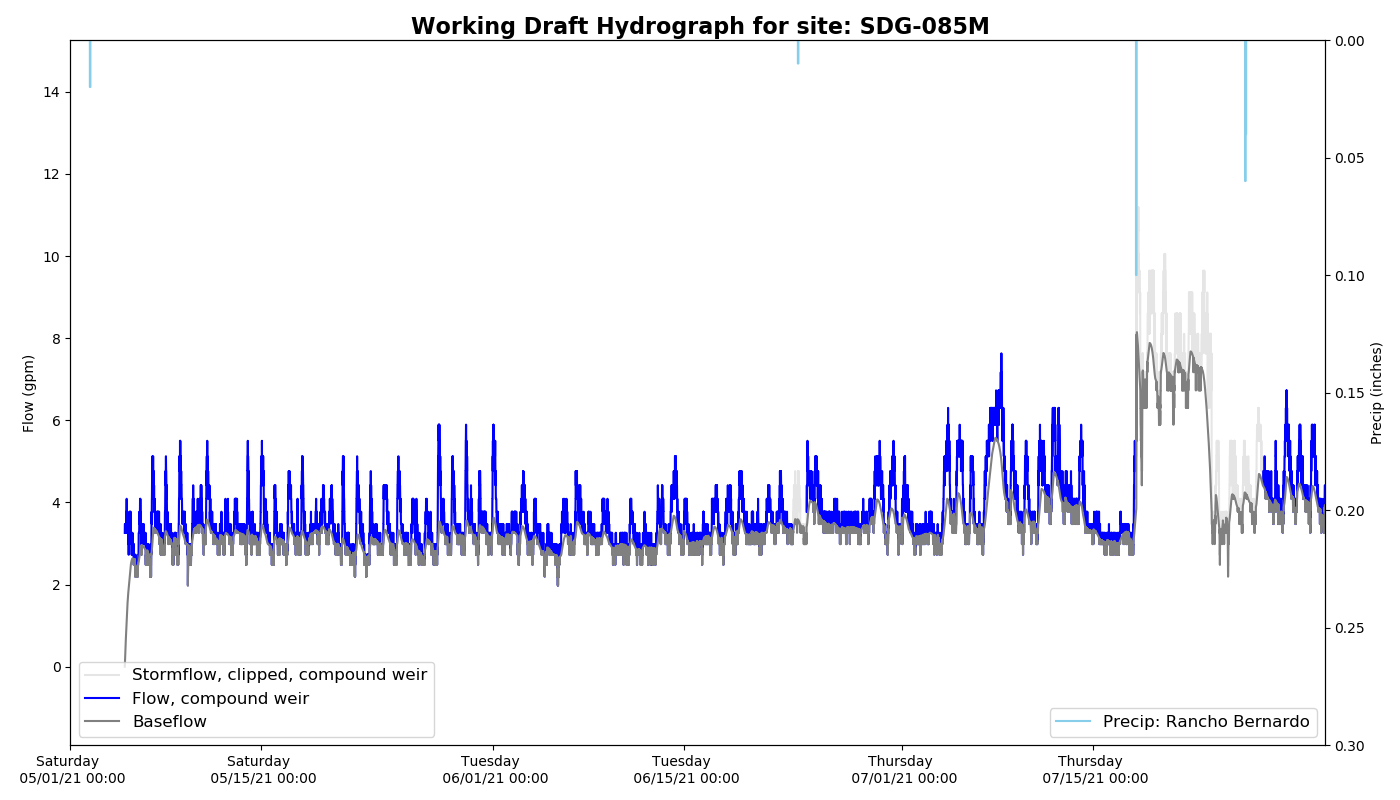 Working Draft Hydrograph for site: SDG-085M
14
12
10
8
6
4
2
0
Flow (gpm)
0.00
0.05
0.10
0.15
0.20
0.25
0.30
Precip (inches)
Stormflow, clipped, compound weir
Flow, compound weir
Baseflow
Precip: Rancho Bernardo
Saturday
05/01/21 00:00
Saturday
05/15/21 00:00
Tuesday
06/01/21 00:00
Tuesday
06/15/21 00:00
Thursday
07/01/21 00:00
Thursday
07/15/21 00:00